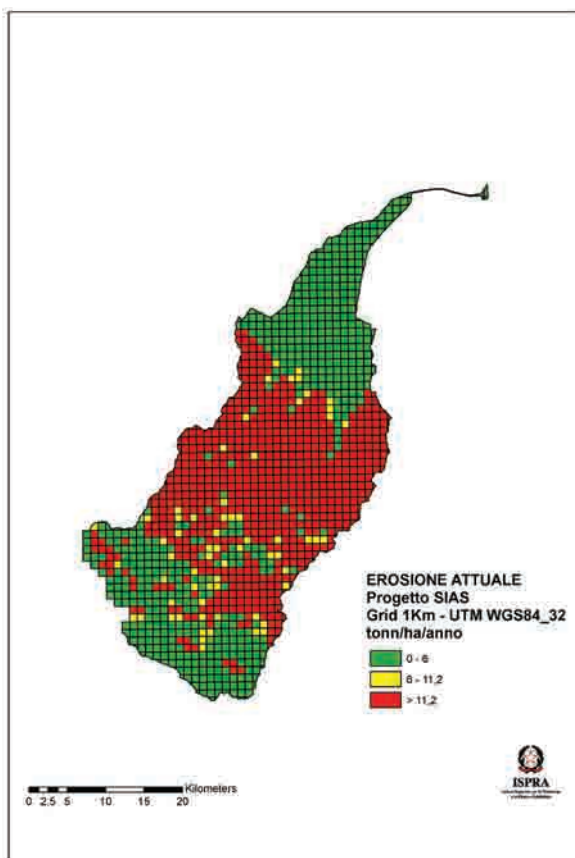 EROSIONE ATTUALE
Progetto SIAS
Grid 1Km - UTM WGS84_32
tonn/ha/anno
0 - 6
6 - 11,2
> 11,2
Kilometers
0 2.5 5 10 15 20
ISPRA